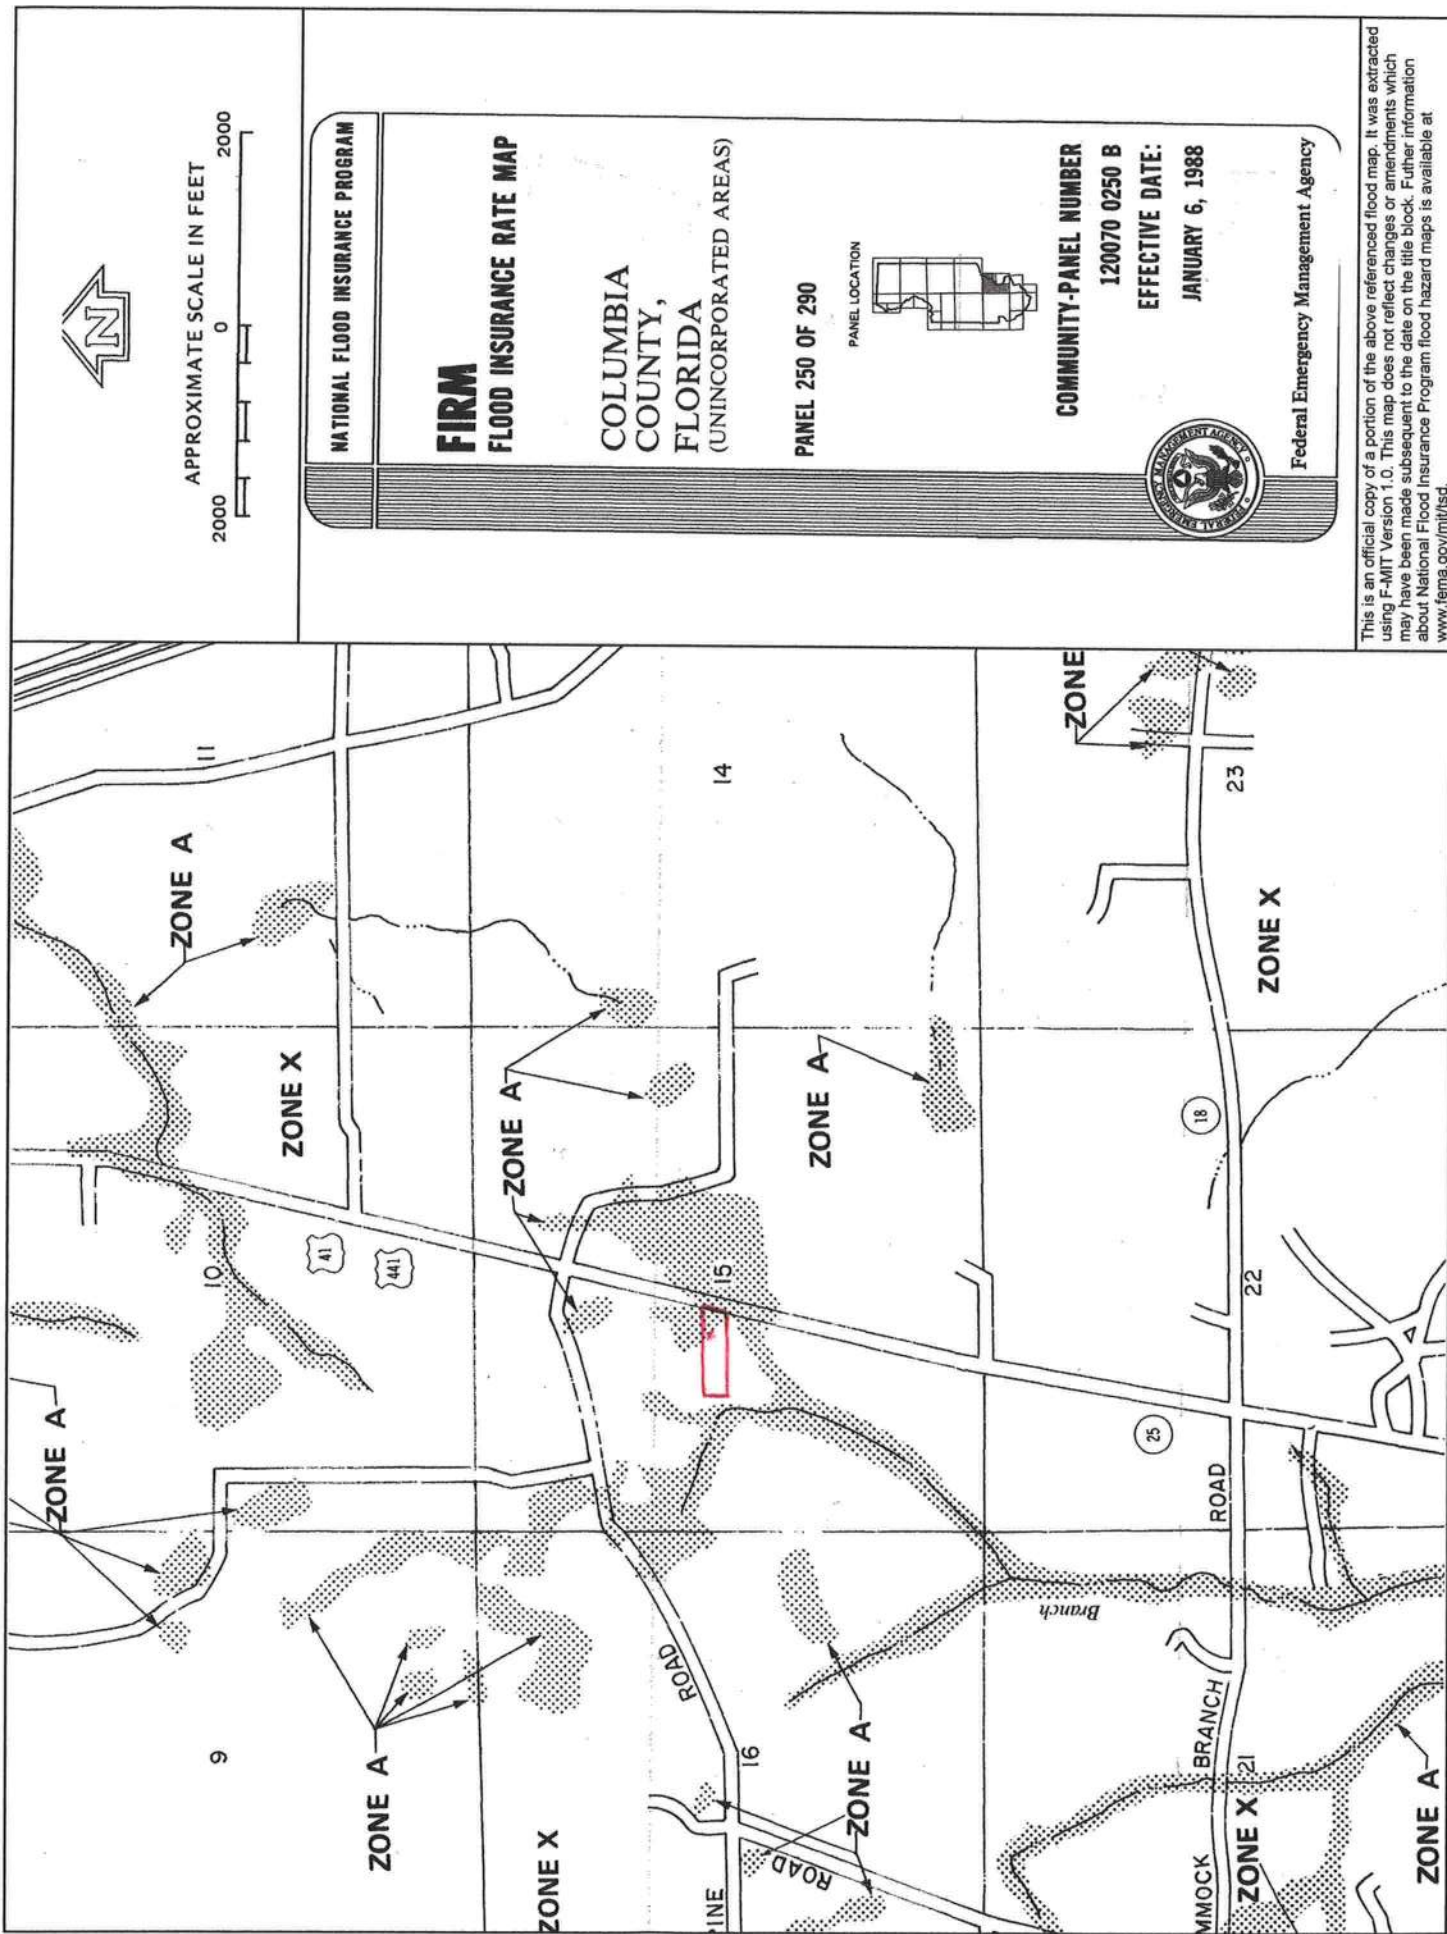 APPROXIMATE SCALE IN FEET
2000 0 2000
N
NATIONAL FLOOD INSURANCE PROGRAM
FIRM
FLOOD INSURANCE RATE MAP
COLUMBIA
COUNTY,
FLORIDA
(UNINCORPORATED AREAS)
PANEL 250 OF 290
PANEL LOCATION
COMMUNITY-PANEL NUMBER
120070 0250 B
EFFECTIVE DATE:
JANUARY 6, 1988
FEDERAL EMERGENCY MANAGEMENT AGENCY
Federal Emergency Management Agency
This is an official copy of a portion of the above referenced flood map. It was extracted
using F-MIT Version 1.0. This map does not reflect changes or amendments which
may have been made subsequent to the date on the title block. Futher information
about National Flood Insurance Program flood hazard maps is available at
www.fema.gov/mit/tsd.
ZONE A
ZONE A
11
9
10
41
441
ZONE X
ZONE A
ZONE A
ZONE X
ROAD
14
15
16
ZONE A
ZONE A
PINE
ROAD
Branch
ZONE
25
18
ROAD
BRANCH
MMOCK
23
22
21
ZONE X
ZONE X
ZONE A